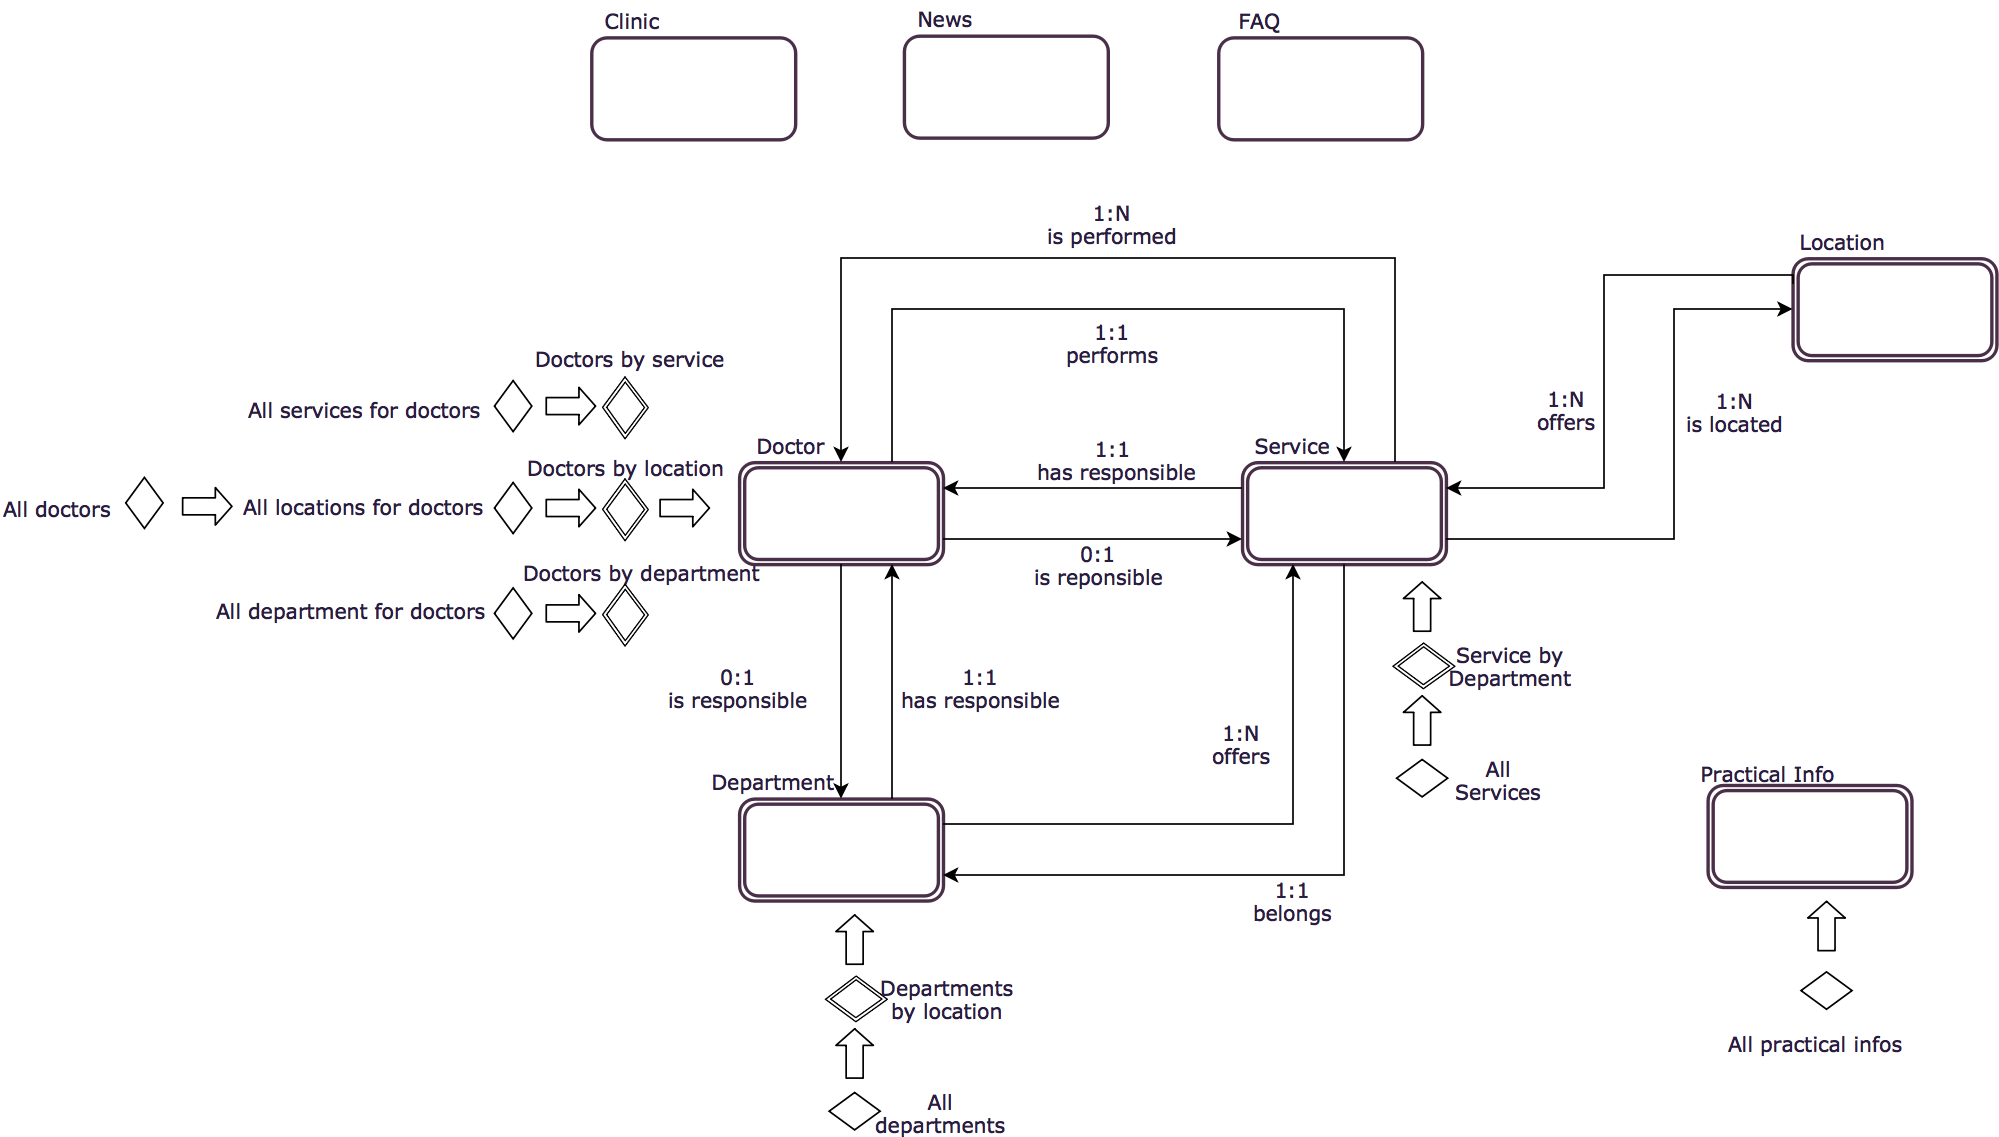 Clinic
News
FAQ
1:N
is performed
Location
1:1
performs
Doctors by service
All services for doctors
1:N
offers
1:N
is located
Doctor
Service
1:1
has responsible
Doctors by location
All doctors
All locations for doctors
0:1
is reponsible
Doctors by department
All department for doctors
0:1
is responsible
1:1
has responsible
Service by
Department
1:N
offers
All
Services
Practical Info
Department
1:1
belongs
Departments
by location
All practical infos
All
departments